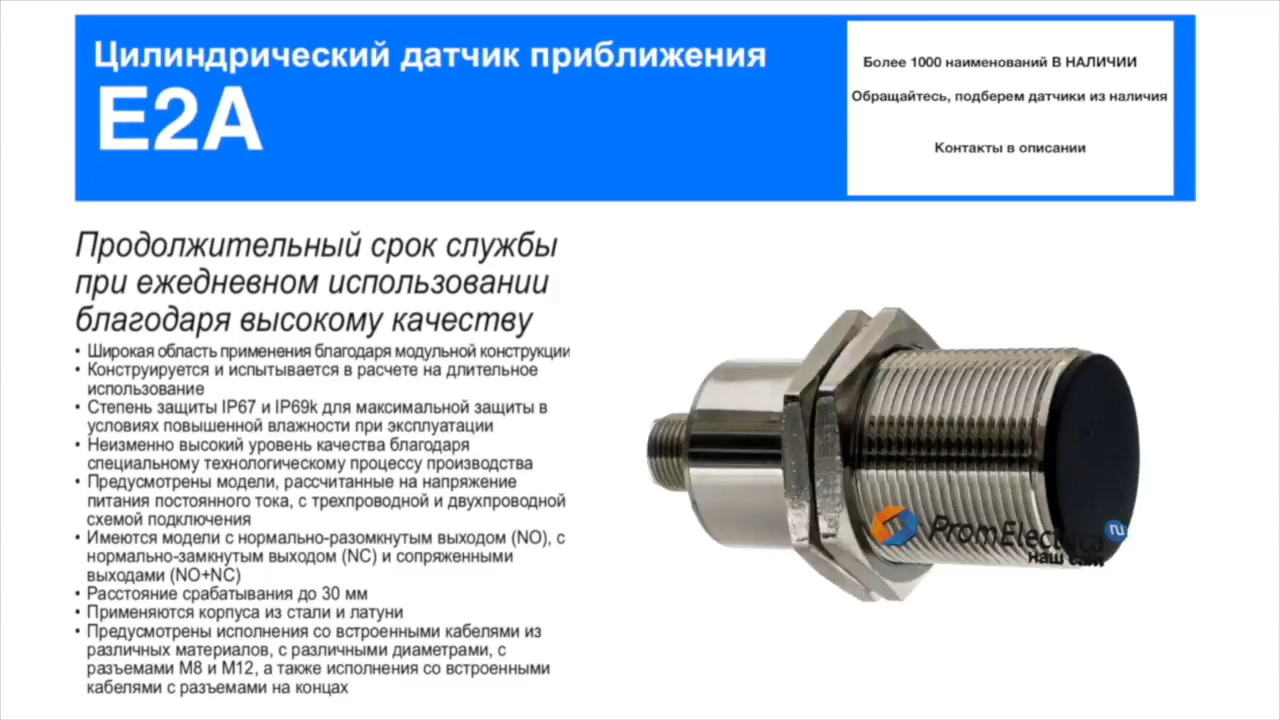 Цилиндрический датчик приближения
E2A
Более 1000 наименований В НАЛИЧИИ
Обращайтесь, подберем датчики из наличия
Контакты в описании
Продолжительный срок службы
при ежедневном использовании
благодаря высокому качеству
• Широкая область применения благодаря модульной конструкции
• Конструируется и испытывается в расчете на длительное
использование
• Степень защиты IP67 и IP69k для максимальной защиты в
условиях повышенной влажности при эксплуатации
• Неизменно высокий уровень качества благодаря
специальному технологическому процессу производства
• Предусмотрены модели, рассчитанные на напряжение
питания постоянного тока, с трехпроводной и двухпроводной
схемой подключения
• Имеются модели с нормально-разомкнутым выходом (NO), с
нормально-замкнутым выходом (NC) и сопряженными
выходами (NO+NC)
• Расстояние срабатывания до 30 мм
• Применяются корпуса из стали и латуни
• Предусмотрены исполнения со встроенными кабелями из
различных материалов, с различными диаметрами, с
разъемами M8 и M12, а также исполнения со встроенными
кабелями с разъемами на концах
PromElectrica ru
наш сайт